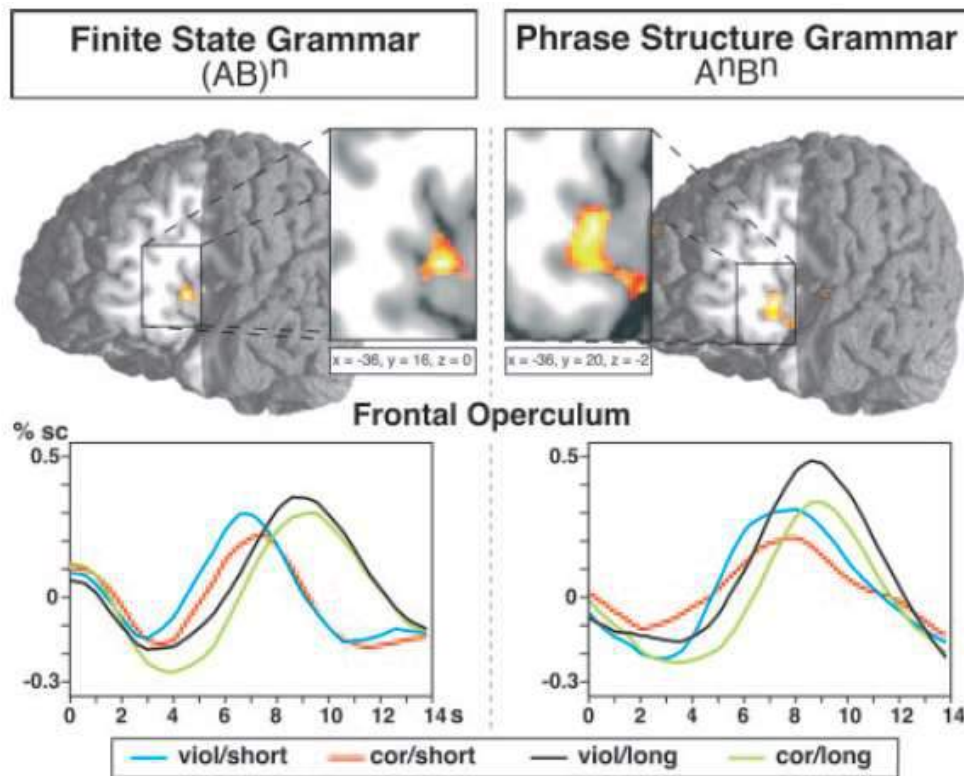 Finite State Grammar
(AB)ⁿ
Phrase Structure Grammar
AⁿBⁿ
x = -36, y = 16, z = 0
x = -36, y = 20, z = -2
Frontal Operculum
% sc
0.5
0
-0.3
0 2 4 6 8 10 12 14 s
0.5
0
-0.3
0 2 4 6 8 10 12 14
viol/short cor/short viol/long cor/long